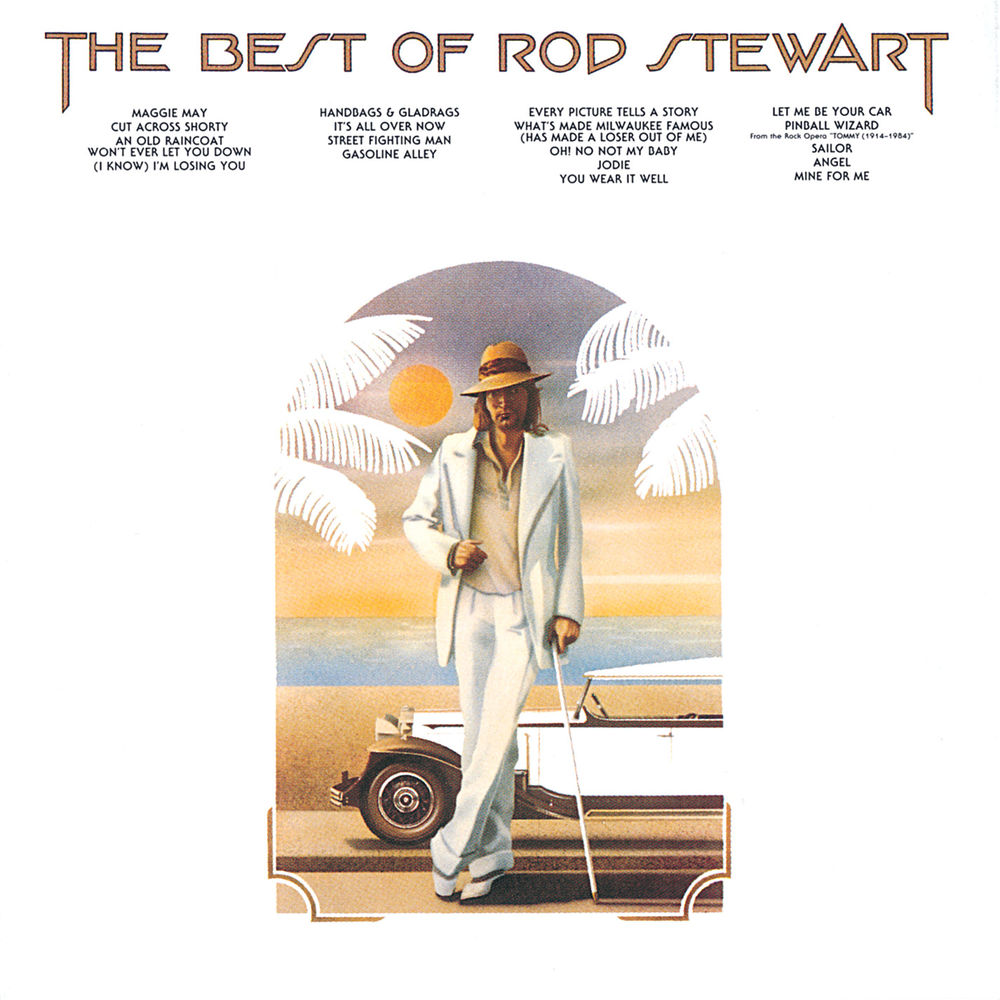 THE BEST OF ROD STEWART
MAGGIE MAY
CUT ACROSS SHORTY
AN OLD RAINCOAT
WON'T EVER LET YOU DOWN
(I KNOW) I'M LOSING YOU
HANDBAGS & GLADRAGS
IT'S ALL OVER NOW
STREET FIGHTING MAN
GASOLINE ALLEY
EVERY PICTURE TELLS A STORY
WHAT'S MADE MILWAUKEE FAMOUS
(HAS MADE A LOSER OUT OF ME)
OH! NO NOT MY BABY
JODIE
YOU WEAR IT WELL
LET ME BE YOUR CAR
PINBALL WIZARD
From the Rock Opera "TOMMY (1914-1984)"
SAILOR
ANGEL
MINE FOR ME